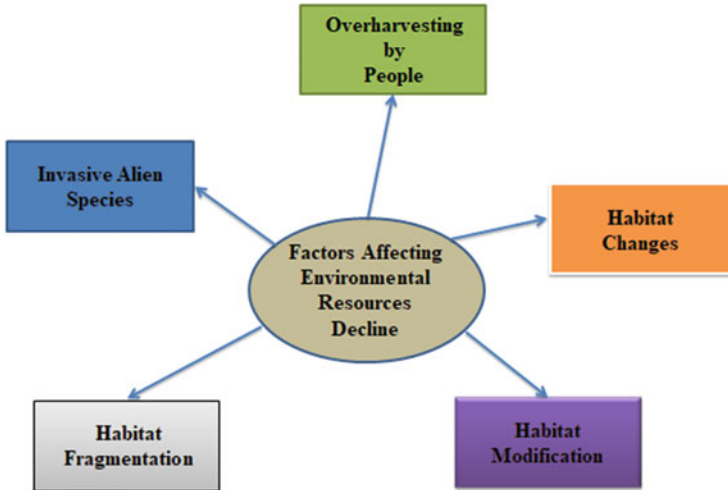 Overharvesting
by
People
Invasive Alien
Species
Habitat
Changes
Factors Affecting
Environmental
Resources
Decline
Habitat
Fragmentation
Habitat
Modification